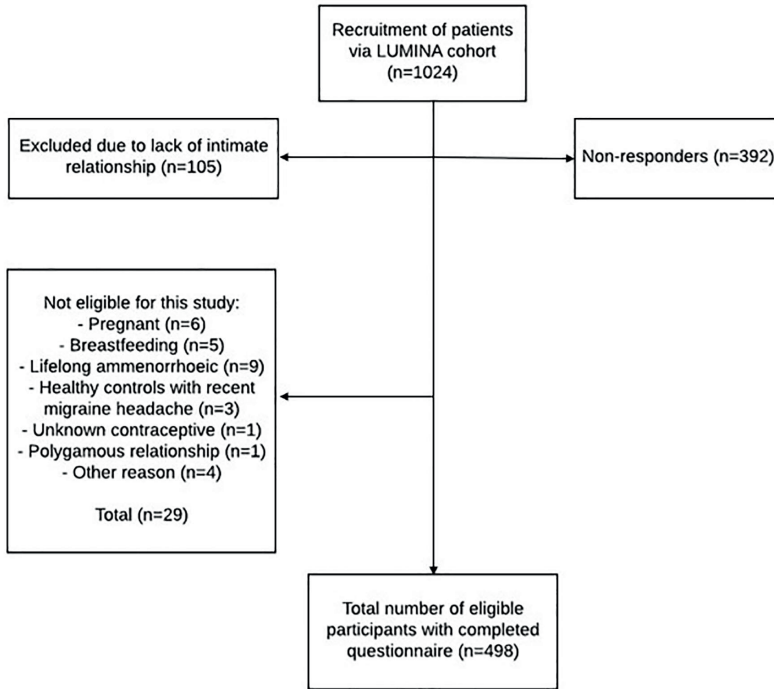 Recruitment of patients
via LUMINA cohort
(n=1024)
Excluded due to lack of intimate
relationship (n=105)
Non-responders (n=392)
Not eligible for this study:
- Pregnant (n=6)
- Breastfeeding (n=5)
- Lifelong ammenorrhoeic (n=9)
- Healthy controls with recent
migraine headache (n=3)
- Unknown contraceptive (n=1)
- Polygamous relationship (n=1)
- Other reason (n=4)
Total (n=29)
Total number of eligible
participants with completed
questionnaire (n=498)